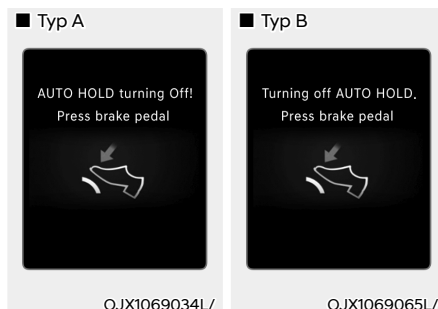 ■ Typ A
AUTO HOLD turning Off!
Press brake pedal
OJX1069034L/
■ Typ B
Turning off AUTO HOLD.
Press brake pedal
OJX1069065L/